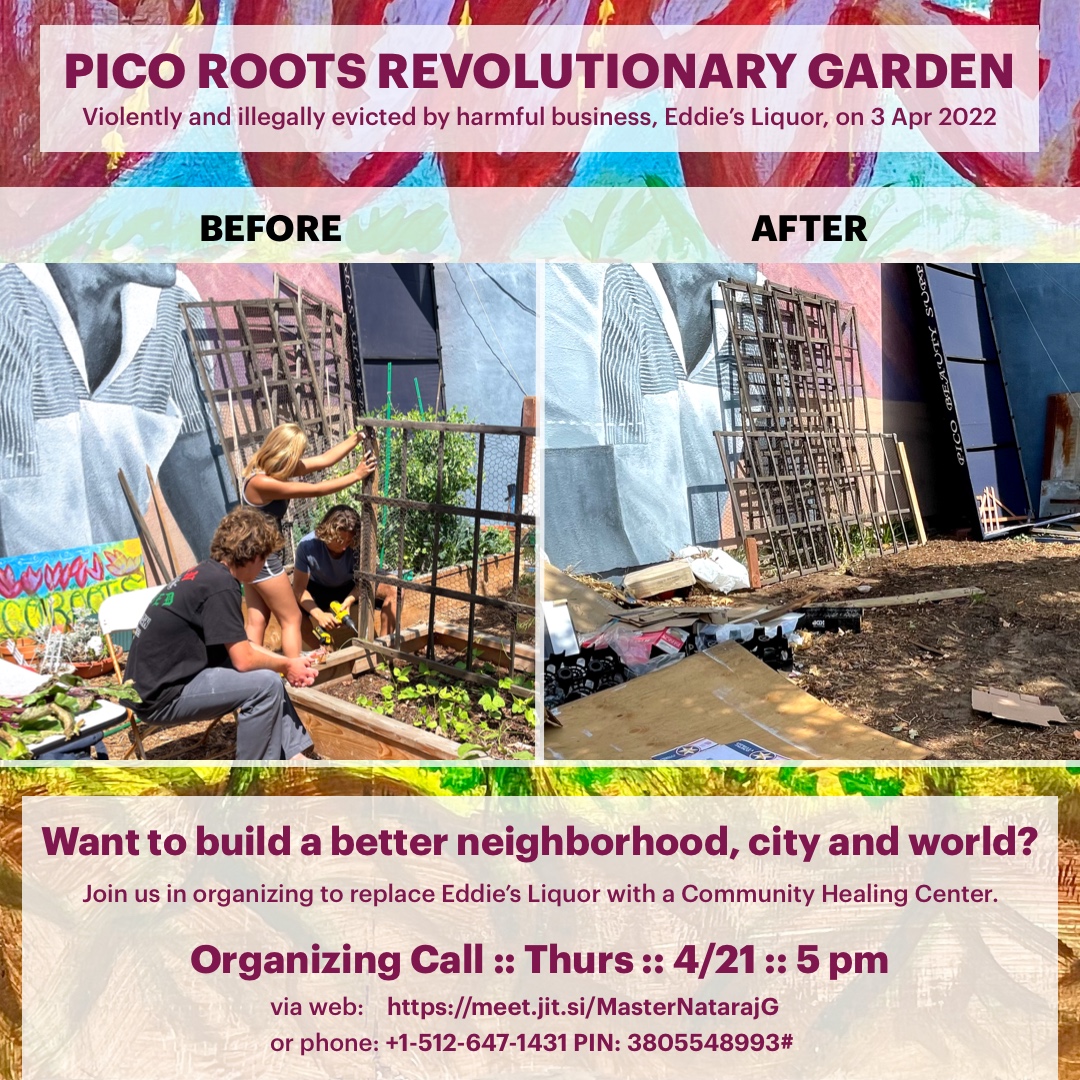 PICO ROOTS REVOLUTIONARY GARDEN
Violently and illegally evicted by harmful business, Eddie's Liquor, on 3 Apr 2022
BEFORE
AFTER
PICO BEAUTY SUPP
Want to build a better neighborhood, city and world?
Join us in organizing to replace Eddie's Liquor with a Community Healing Center.
Organizing Call :: Thurs :: 4/21 :: 5 pm
via web: https://meet.jit.si/MasterNatarajG
or phone: +1-512-647-1431 PIN: 3805548993#